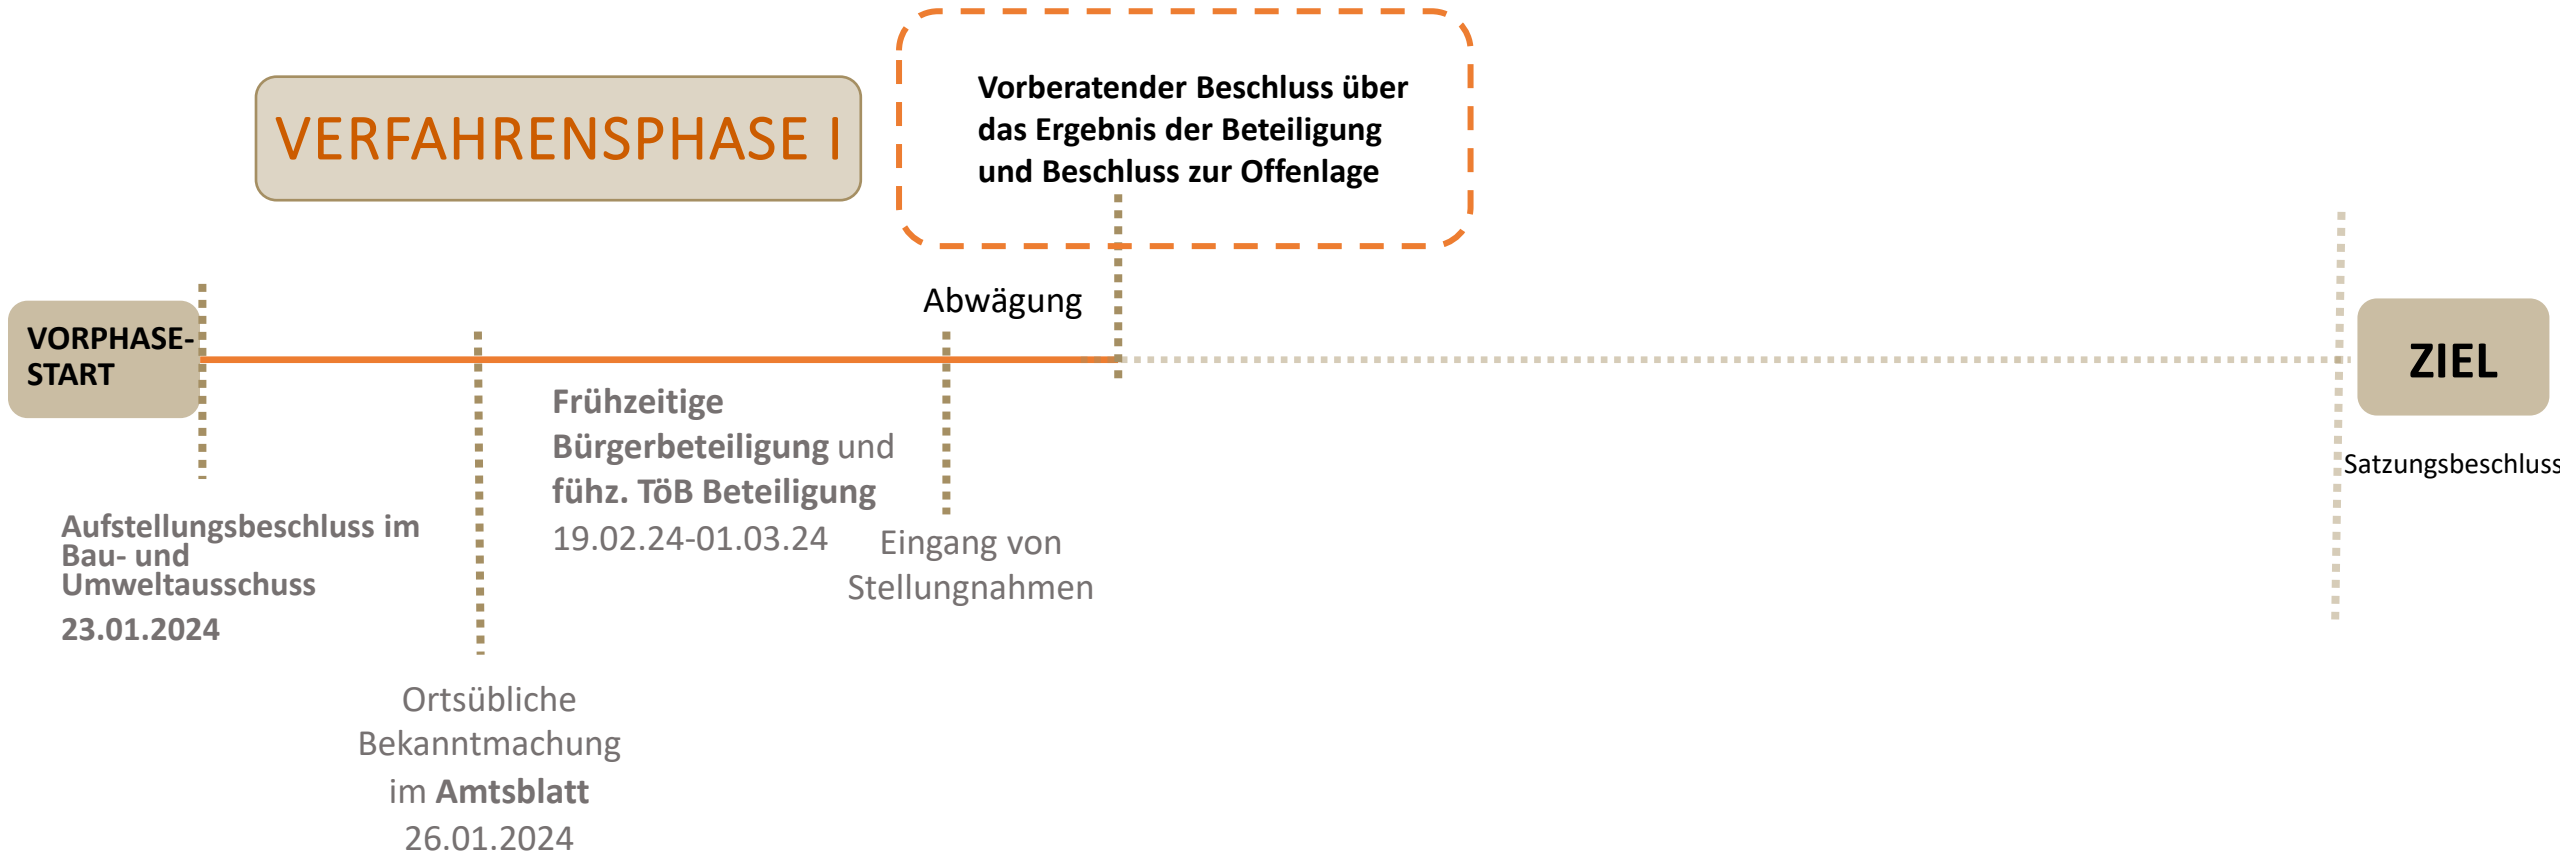 VERFAHRENSPHASE I
Vorberatender Beschluss über
das Ergebnis der Beteiligung
und Beschluss zur Offenlage
Abwägung
VORPHASE-
START
ZIEL
Satzungsbeschluss
Aufstellungsbeschluss im
Bau- und
Umweltausschuss
23.01.2024
Frühzeitige
Bürgerbeteiligung und
fühz. TöB Beteiligung
19.02.24-01.03.24
Eingang von
Stellungnahmen
Ortsübliche
Bekanntmachung
im Amtsblatt
26.01.2024